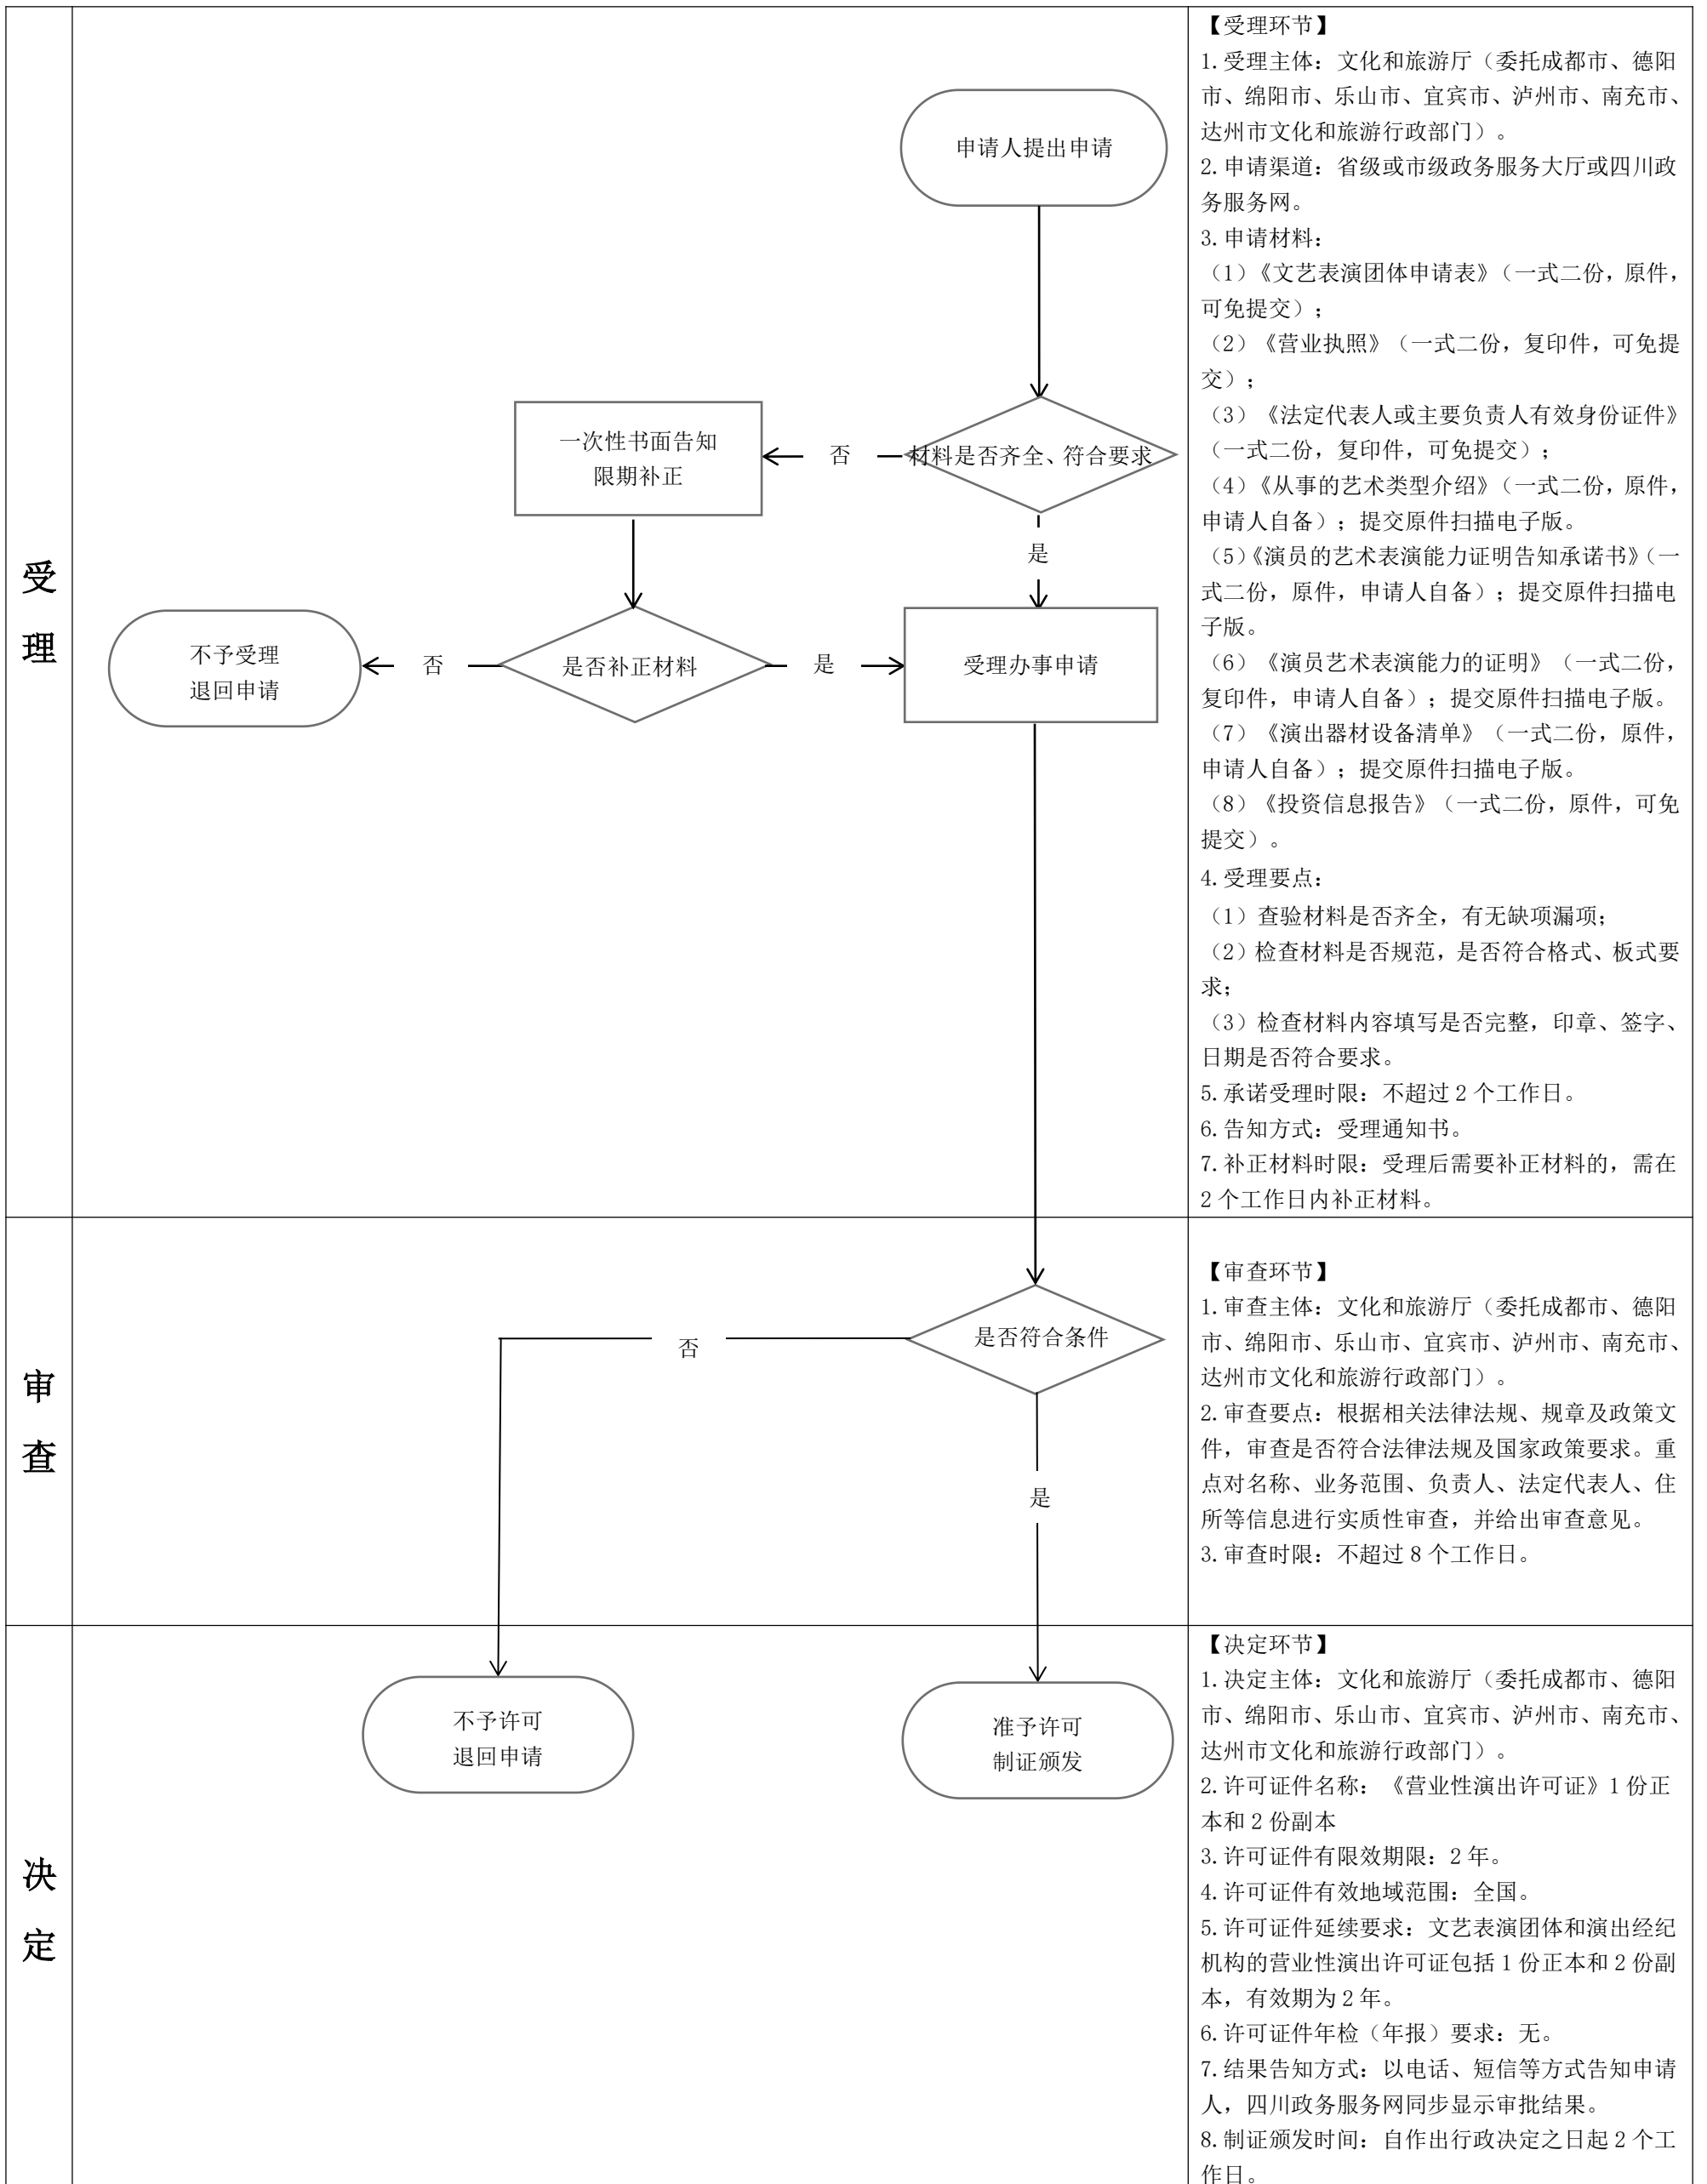 受
理
申请人提出申请
材料是否齐全、符合要求
否
一次性书面告知
限期补正
是
是否补正材料
否
不予受理
退回申请
是
受理办事申请
【受理环节】
1.受理主体：文化和旅游厅（委托成都市、德阳
市、绵阳市、乐山市、宜宾市、泸州市、南充市、
达州市文化和旅游行政部门）。
2.申请渠道：省级或市级政务服务大厅或四川政
务服务网。
3.申请材料：
（1）《文艺表演团体申请表》（一式二份，原件，
可免提交）；
（2）《营业执照》（一式二份，复印件，可免提
交）；
（3）《法定代表人或主要负责人有效身份证件》
（一式二份，复印件，可免提交）；
（4）《从事的艺术类型介绍》（一式二份，原件，
申请人自备）；提交原件扫描电子版。
（5）《演员的艺术表演能力证明告知承诺书》（一
式二份，原件，申请人自备）；提交原件扫描电
子版。
（6）《演员艺术表演能力的证明》（一式二份，
复印件，申请人自备）；提交原件扫描电子版。
（7）《演出器材设备清单》（一式二份，原件，
申请人自备）；提交原件扫描电子版。
（8）《投资信息报告》（一式二份，原件，可免
提交）。
4.受理要点：
（1）查验材料是否齐全，有无缺项漏项；
（2）检查材料是否规范，是否符合格式、板式要
求；
（3）检查材料内容填写是否完整，印章、签字、
日期是否符合要求。
5.承诺受理时限：不超过 2 个工作日。
6.告知方式：受理通知书。
7.补正材料时限：受理后需要补正材料的，需在
2 个工作日内补正材料。
审
查
是否符合条件
否
是
【审查环节】
1.审查主体：文化和旅游厅（委托成都市、德阳
市、绵阳市、乐山市、宜宾市、泸州市、南充市、
达州市文化和旅游行政部门）。
2.审查要点：根据相关法律法规、规章及政策文
件，审查是否符合法律法规及国家政策要求。重
点对名称、业务范围、负责人、法定代表人、住
所等信息进行实质性审查，并给出审查意见。
3.审查时限：不超过 8 个工作日。
决
定
不予许可
退回申请
准予许可
制证颁发
【决定环节】
1.决定主体：文化和旅游厅（委托成都市、德阳
市、绵阳市、乐山市、宜宾市、泸州市、南充市、
达州市文化和旅游行政部门）。
2.许可证件名称：《营业性演出许可证》1 份正
本和 2 份副本
3.许可证件有限效期限：2 年。
4.许可证件有效地域范围：全国。
5.许可证件延续要求：文艺表演团体和演出经纪
机构的营业性演出许可证包括 1 份正本和 2 份副
本，有效期为 2 年。
6.许可证件年检（年报）要求：无。
7.结果告知方式：以电话、短信等方式告知申请
人，四川政务服务网同步显示审批结果。
8.制证颁发时间：自作出行政决定之日起 2 个工
作日。